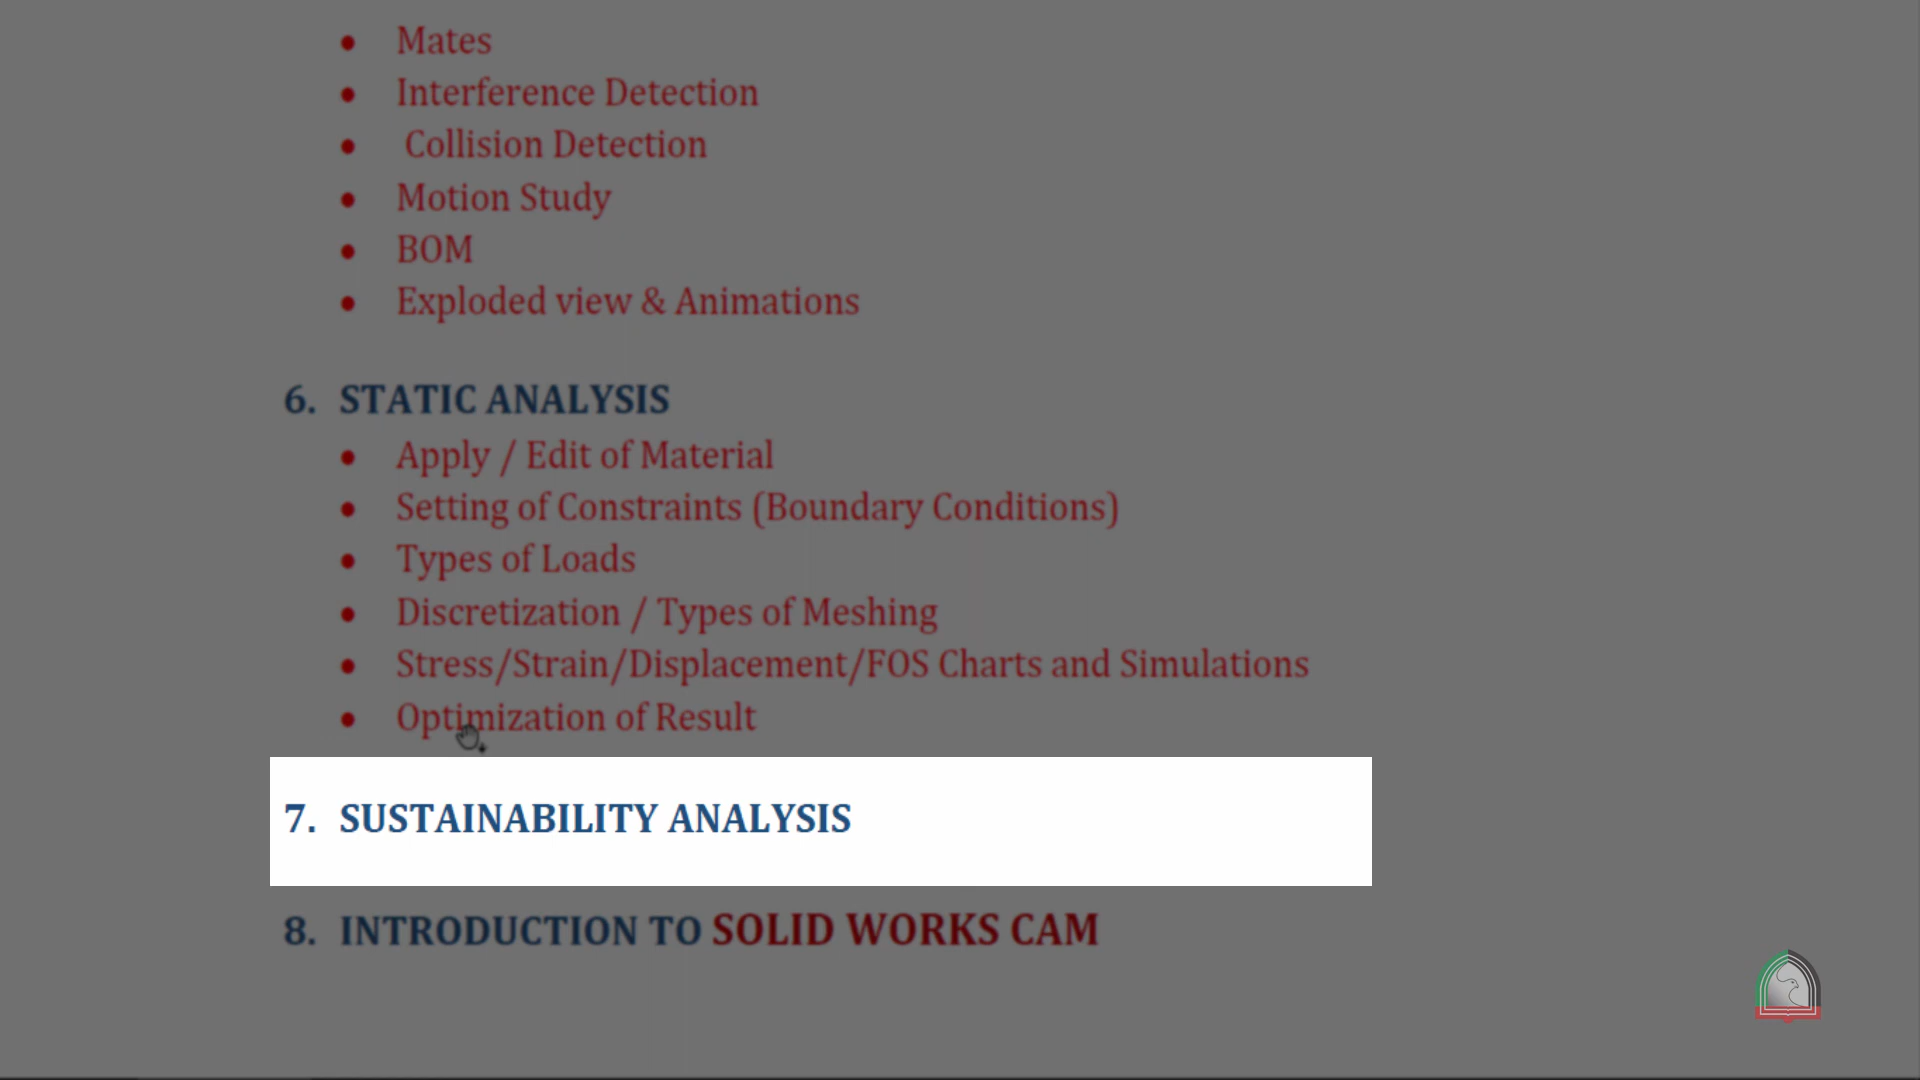 • Mates
• Interference Detection
• Collision Detection
• Motion Study
• BOM
• Exploded view & Animations
6. STATIC ANALYSIS
• Apply / Edit of Material
• Setting of Constraints (Boundary Conditions)
• Types of Loads
• Discretization / Types of Meshing
• Stress/Strain/Displacement/FOS Charts and Simulations
• Optimization of Result
7. SUSTAINABILITY ANALYSIS
8. INTRODUCTION TO SOLID WORKS CAM